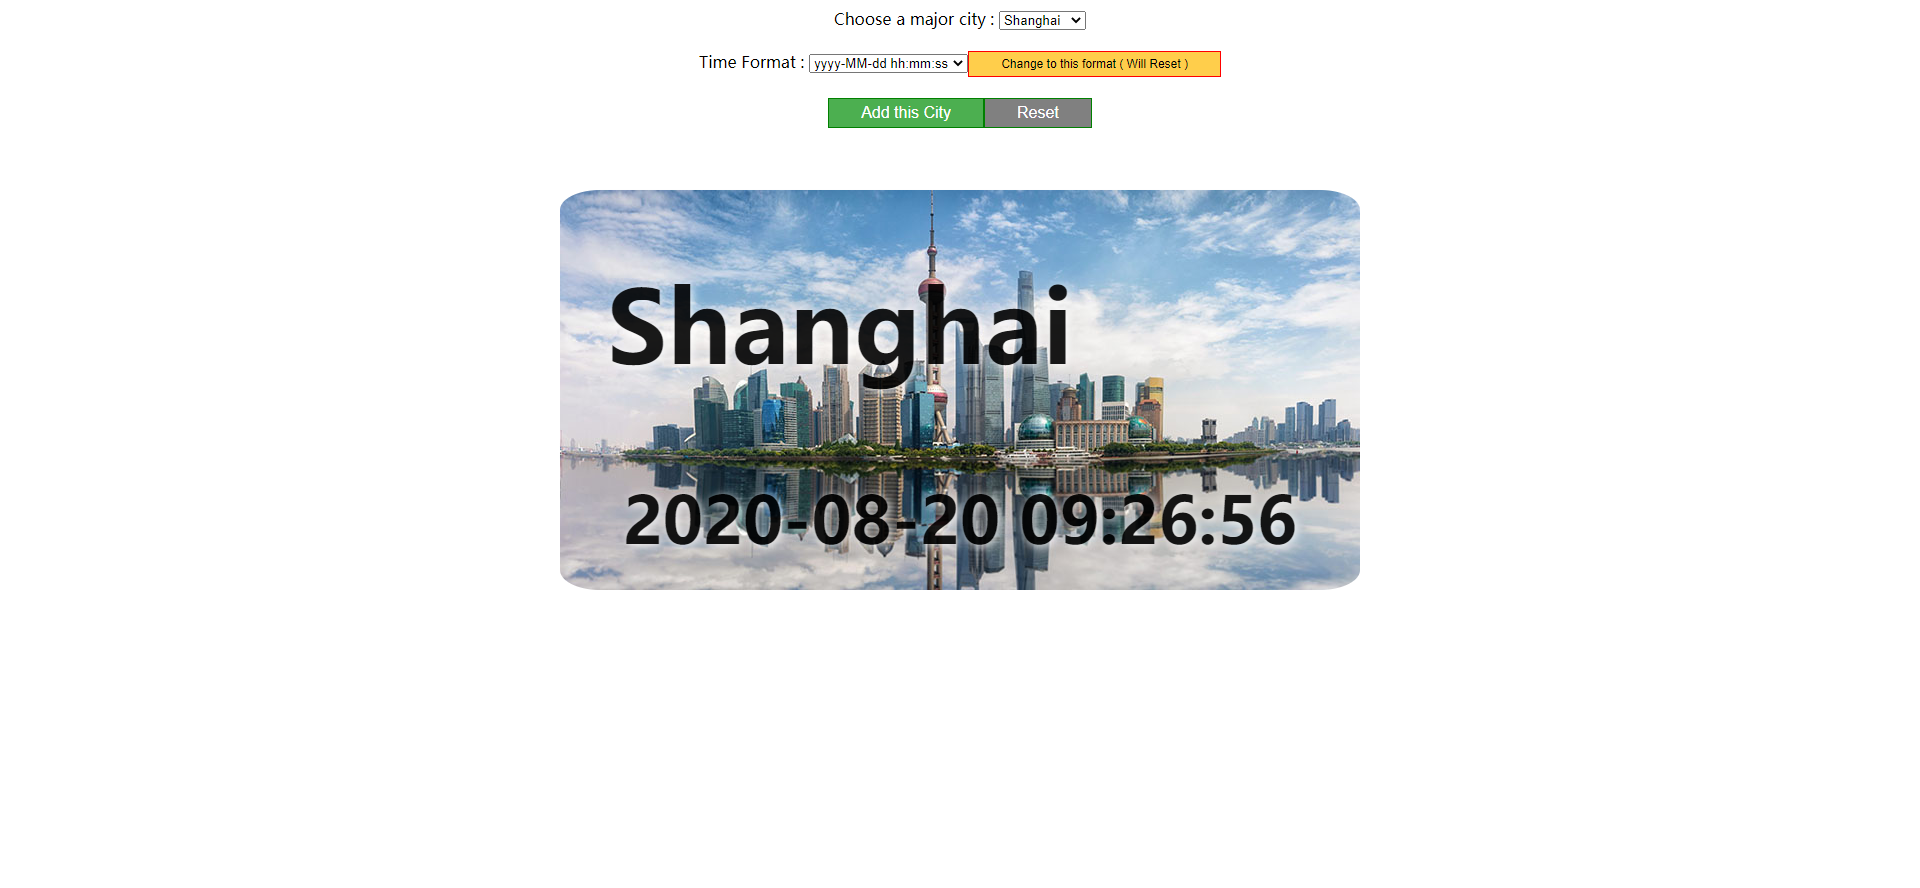 Choose a major city : Shanghai
Time Format : yyyy-MM-dd hh:mm:ss Change to this format ( Will Reset )
Add this City Reset
Shanghai
2020-08-20 09:26:56